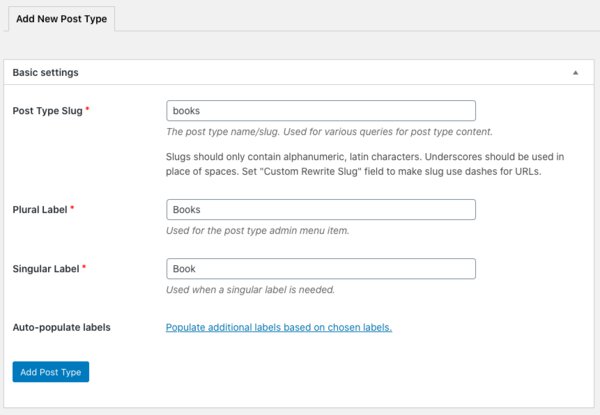 Add New Post Type
Basic settings
Post Type Slug *
books
The post type name/slug. Used for various queries for post type content.
Slugs should only contain alphanumeric, latin characters. Underscores should be used in
place of spaces. Set "Custom Rewrite Slug" field to make slug use dashes for URLs.
Plural Label *
Books
Used for the post type admin menu item.
Singular Label *
Book
Used when a singular label is needed.
Auto-populate labels
Populate additional labels based on chosen labels.
Add Post Type